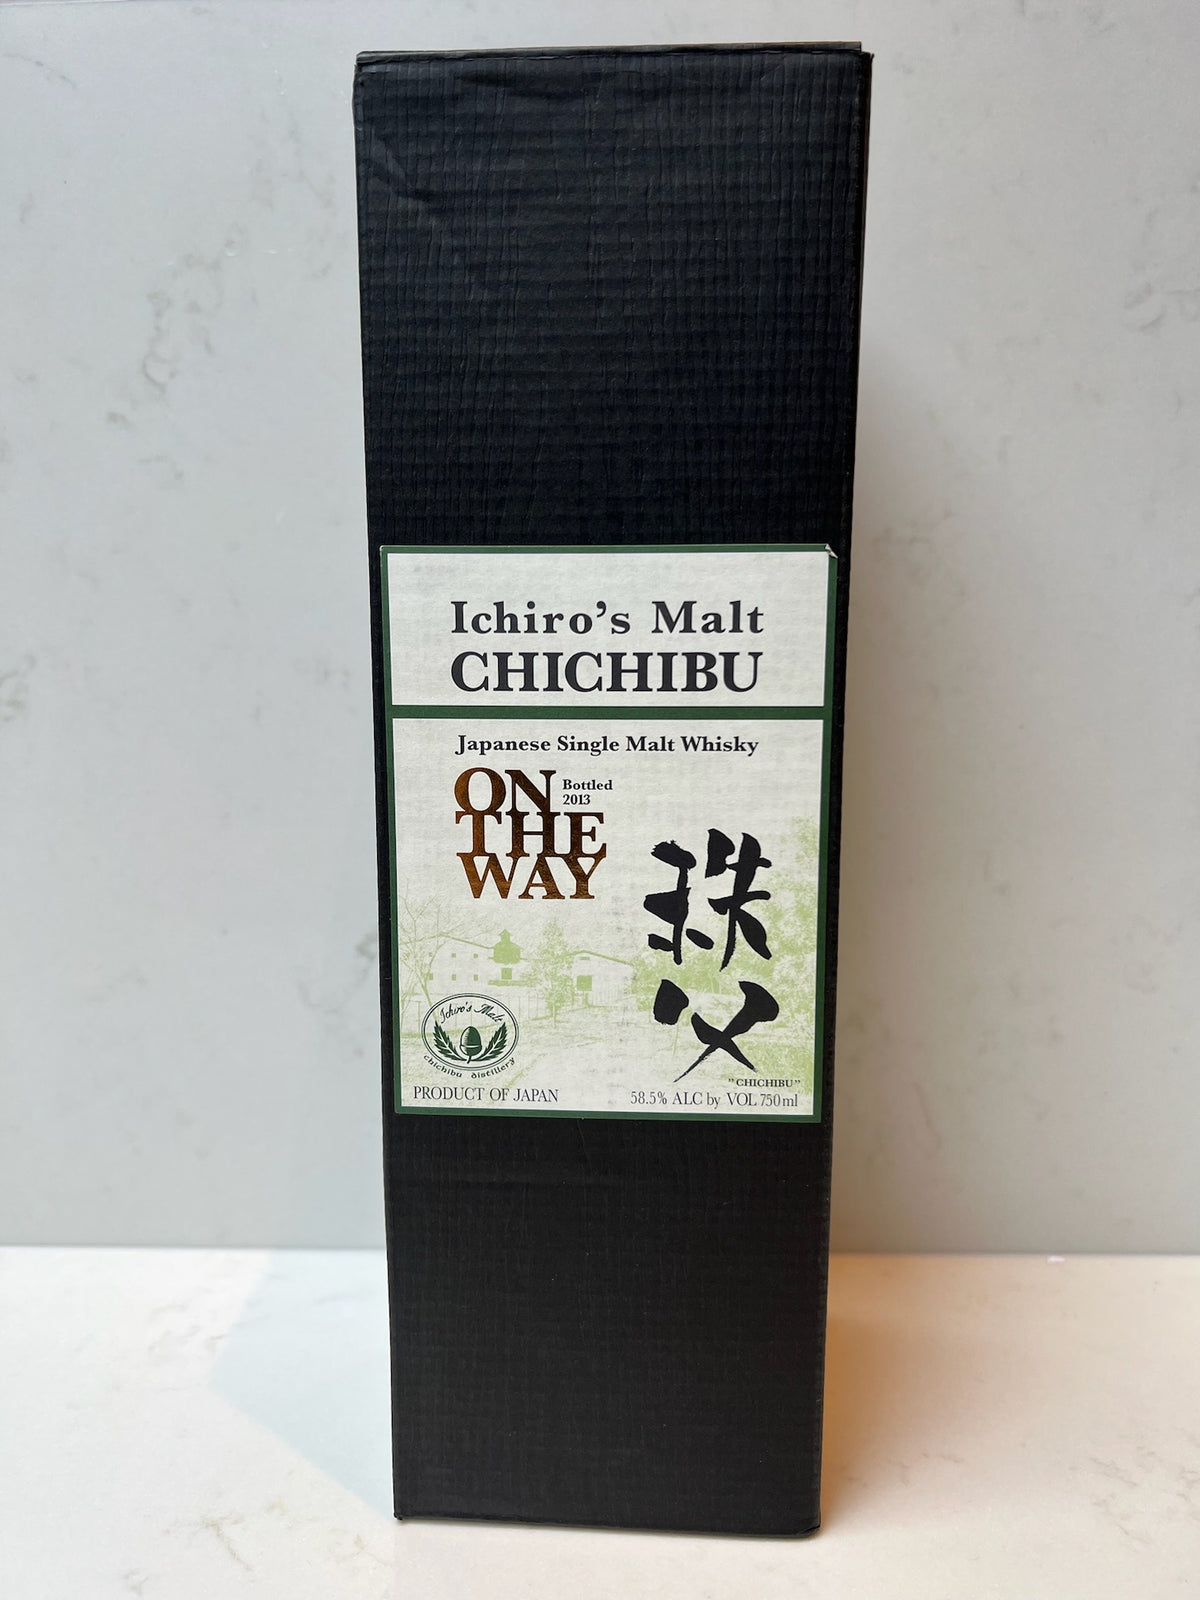 Ichiro's Malt
CHICHIBU
Japanese Single Malt Whisky
ON
Bottled
2013
THE
WAY
秩
父
Ichiro's Malt
chichibu distillery
"CHICHIBU"
PRODUCT OF JAPAN
58.5% ALC by VOL 750ml